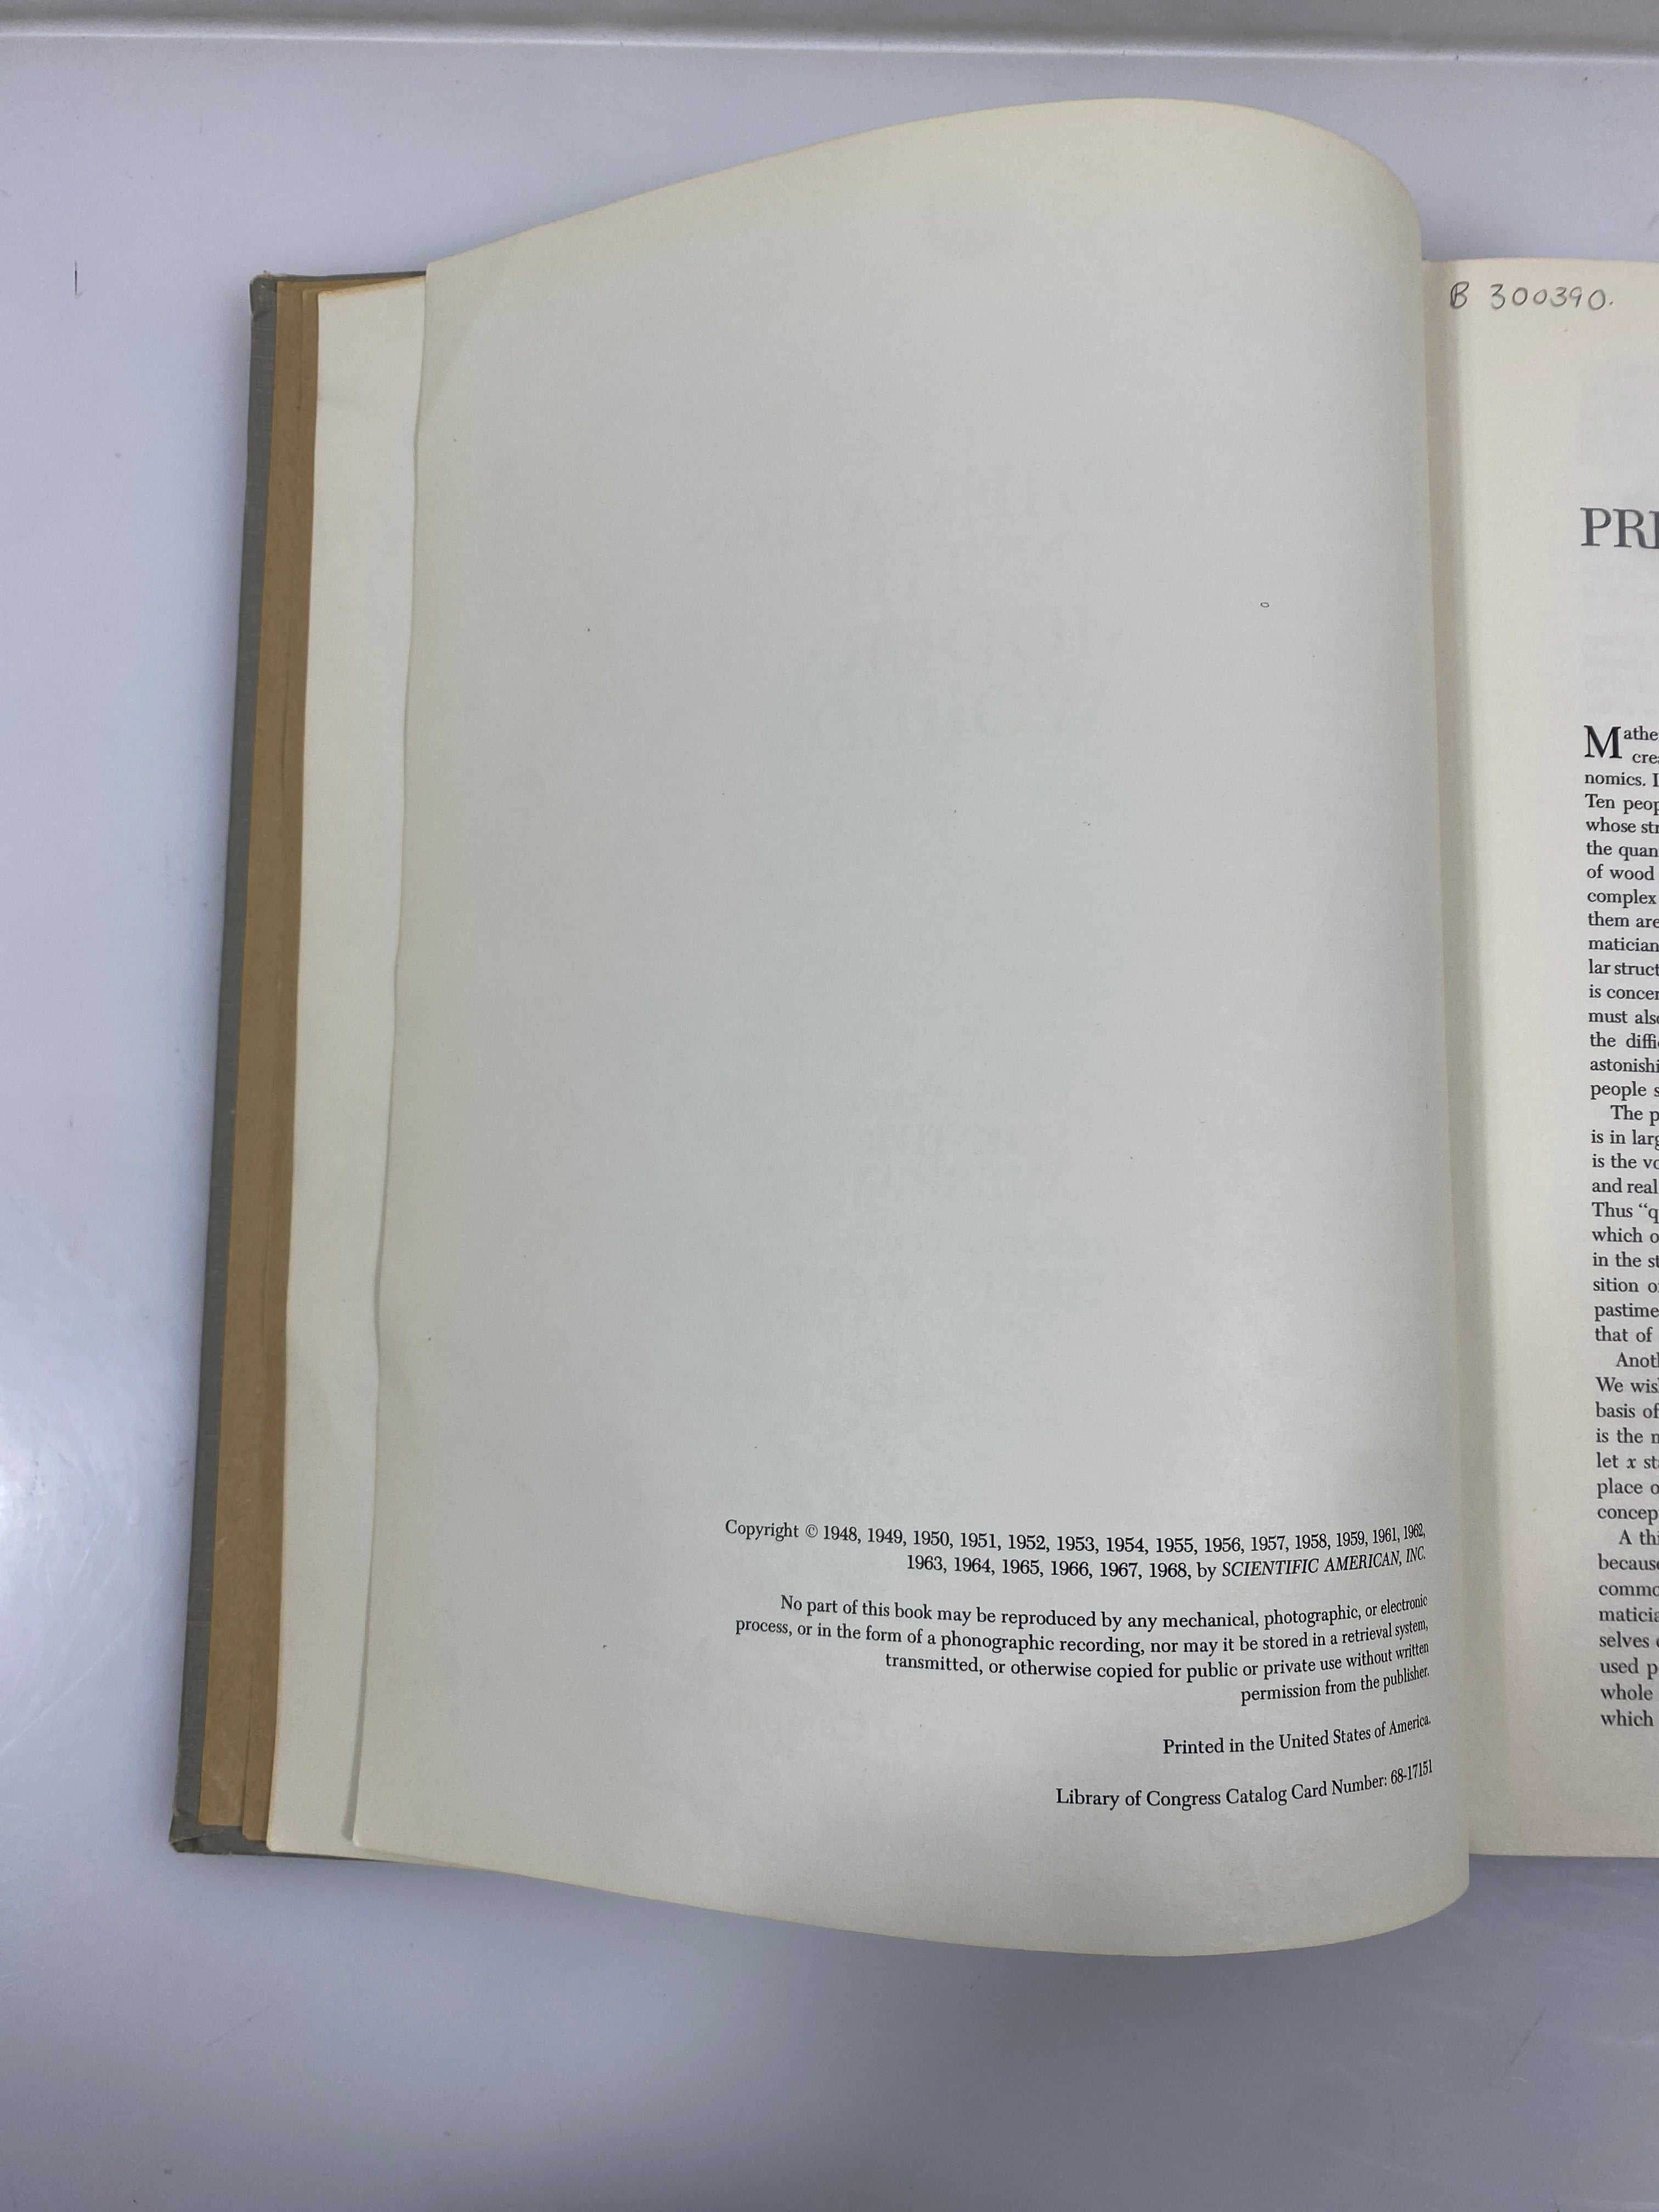 Copyright © 1948, 1949, 1950, 1951, 1952, 1953, 1954, 1955, 1956, 1957, 1958, 1959, 1961, 1962,
1963, 1964, 1965, 1966, 1967, 1968, by SCIENTIFIC AMERICAN, INC.
No part of this book may be reproduced by any mechanical, photographic, or electronic
process, or in the form of a phonographic recording, nor may it be stored in a retrieval system,
transmitted, or otherwise copied for public or private use without written
permission from the publisher.
Printed in the United States of America.
Library of Congress Catalog Card Number: 68-17151
B 300390.
PR
Mathe
cre
nomics. I
Ten peop
whose str
the quan
of wood
complex
them are
matician
lar struct
is concer
must als
the diffi
astonishi
people s
The p
is in larg
is the vo
and real
Thus “q
which o
in the st
sition o
pastime
that of
Anot
We wis
basis of
is the
let x st
place o
concep
A thi
because
commo
maticia
selves
used p
whole
which